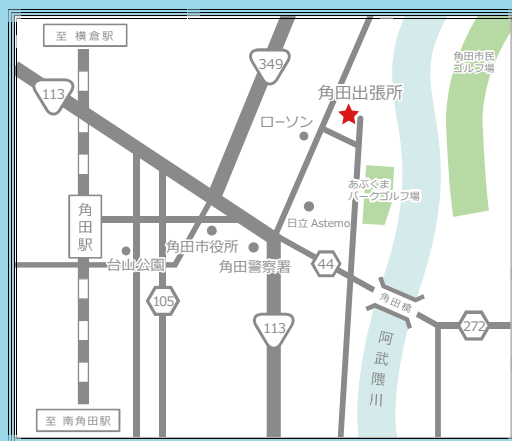 至 横倉駅
349
113
角田市民
ゴルフ場
角田出張所
ローソン
あぶくま
パークゴルフ場
角田駅
日立 Astemo
角田市役所
台山公園
角田警察署
44
105
角田橋
113
272
阿武隈川
至 南角田駅